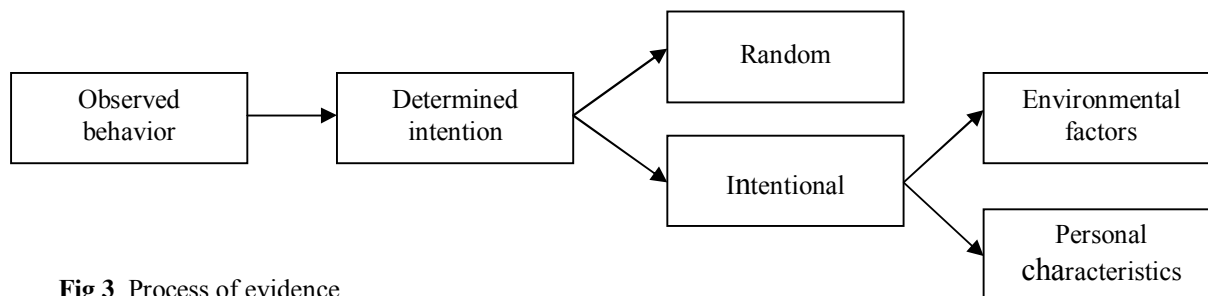 Observed
behavior
Determined
intention
Random
Intentional
Environmental
factors
Personal
characteristics
Fig 3 Process of evidence